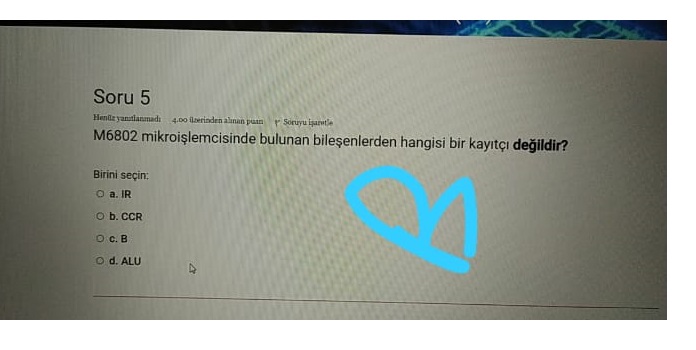 Soru 5
Henüz yanıtlanmadı 4.00 üzerinden alınan puan Soruyu işaretle
M6802 mikroişlemcisinde bulunan bileşenlerden hangisi bir kayıtçı değildir?
Birini seçin:
a. IR
b. CCR
c. B
d. ALU